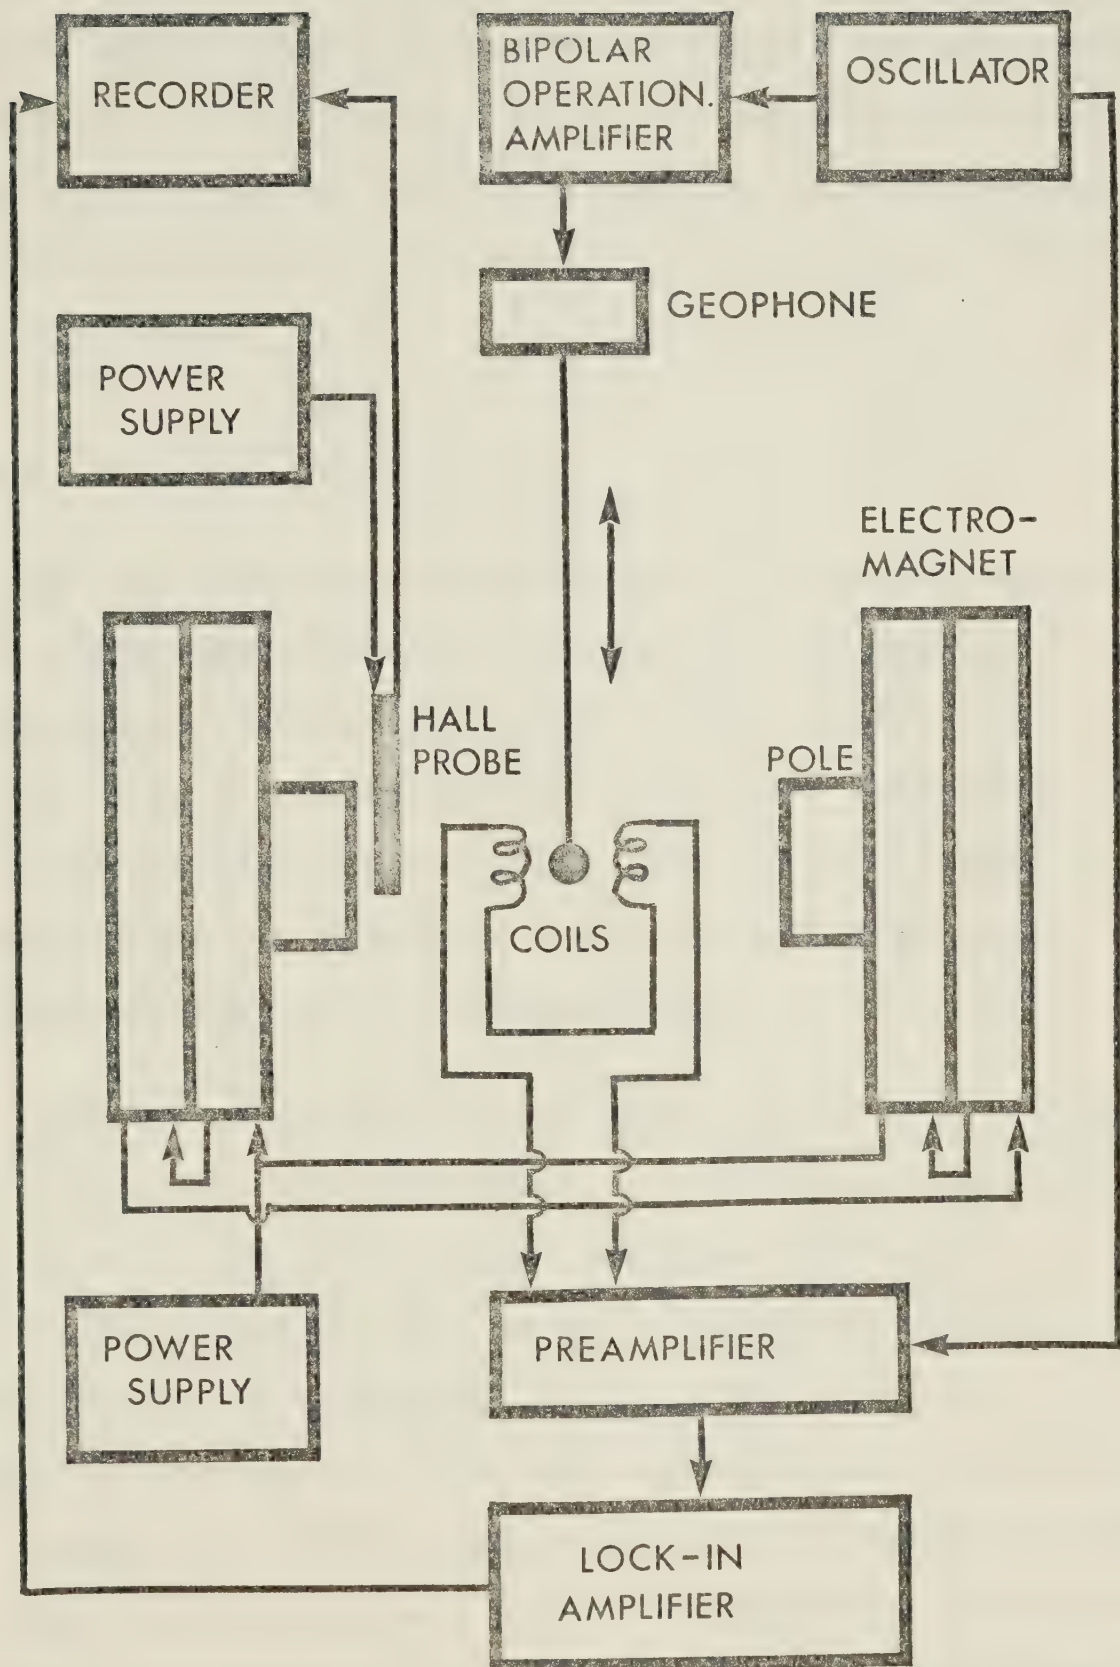 RECORDER
BIPOLAR
OPERATION.
AMPLIFIER
OSCILLATOR
GEOPHONE
POWER
SUPPLY
ELECTRO-
MAGNET
HALL
PROBE
POLE
COILS
PREAMPLIFIER
POWER
SUPPLY
LOCK-IN
AMPLIFIER